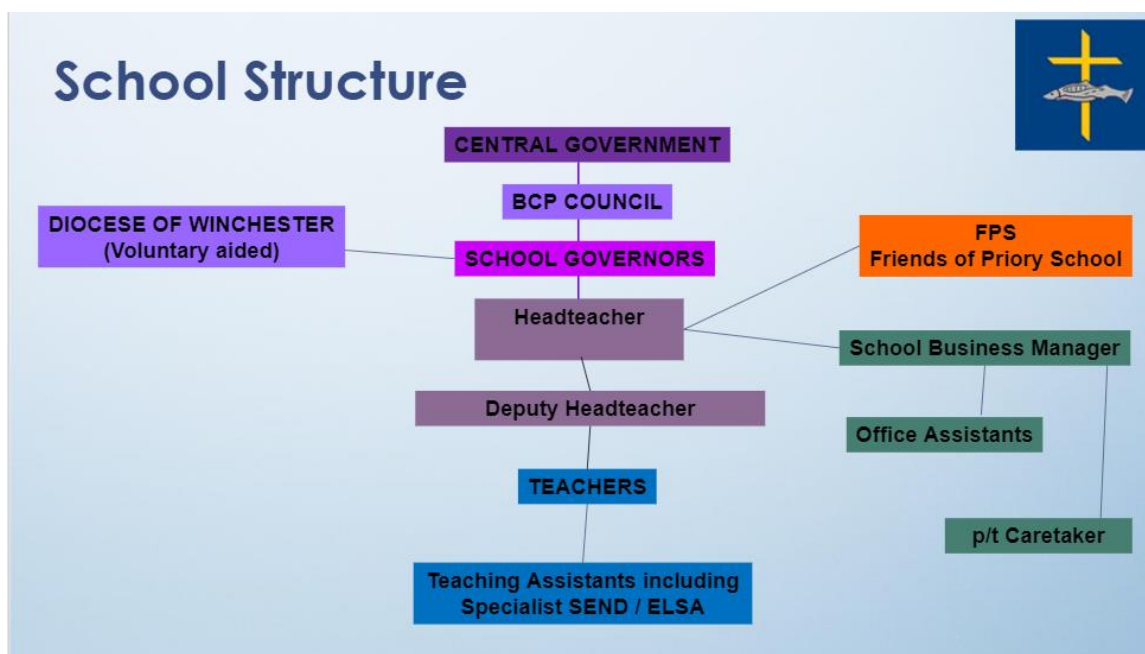 School Structure
CENTRAL GOVERNMENT
BCP COUNCIL
DIOCESE OF WINCHESTER
(Voluntary aided)
SCHOOL GOVERNORS
FPS
Friends of Priory School
Headteacher
School Business Manager
Deputy Headteacher
Office Assistants
TEACHERS
p/t Caretaker
Teaching Assistants including
Specialist SEND / ELSA